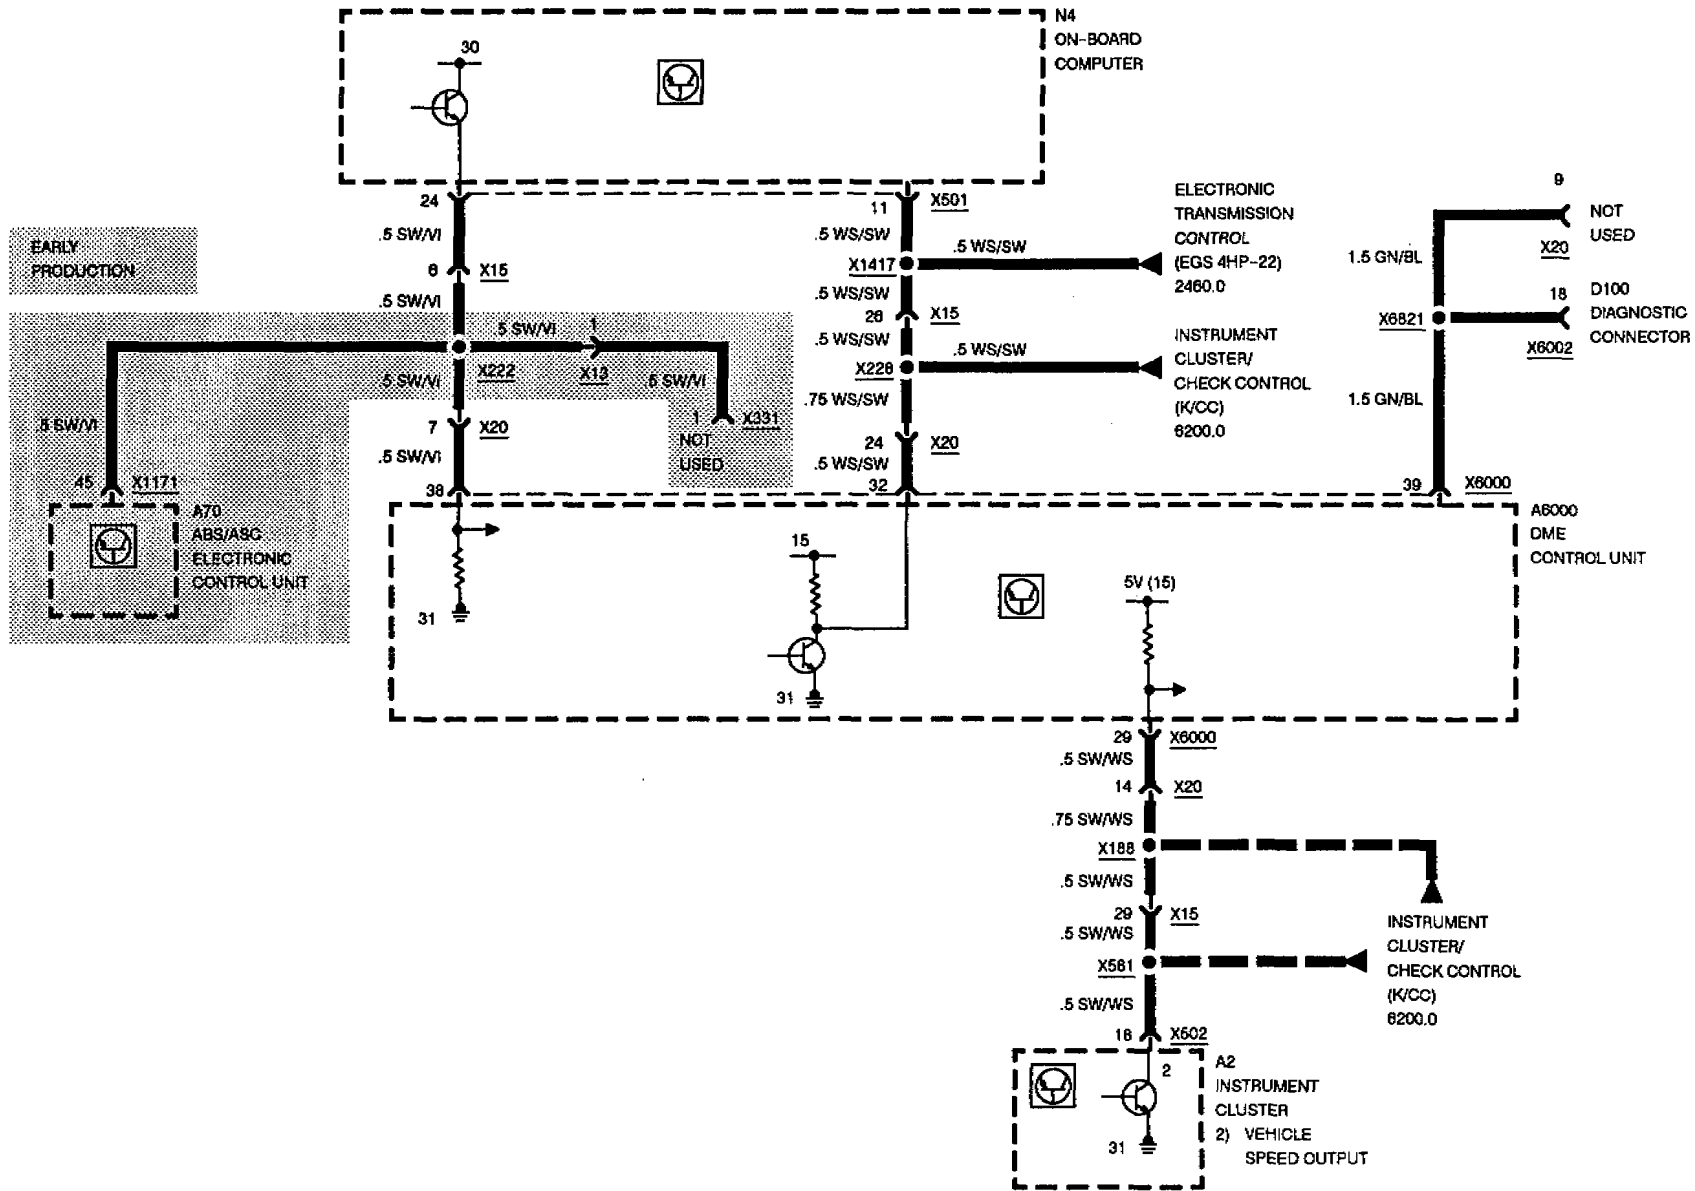 N4
ON-BOARD
COMPUTER
30
24
.5 SW/VI
6
X15
.5 SW/VI
EARLY
PRODUCTION
.5 SW/VI
1
X222
X13
.5 SW/VI
.5 SW/VI
.5 SW/VI
7
X20
.5 SW/VI
38
1
X331
NOT
USED
45
X1171
A70
ABS/ASC
ELECTRONIC
CONTROL UNIT
11
X501
.5 WS/SW
X1417
.5 WS/SW
.5 WS/SW
26
X15
.5 WS/SW
X228
.5 WS/SW
.75 WS/SW
24
X20
.5 WS/SW
32
ELECTRONIC
TRANSMISSION
CONTROL
(EGS 4HP-22)
2460.0
INSTRUMENT
CLUSTER/
CHECK CONTROL
(K/CC)
6200.0
9
NOT
USED
X20
1.5 GN/BL
18
D100
DIAGNOSTIC
CONNECTOR
X6821
X6002
1.5 GN/BL
39
X6000
A6000
DME
CONTROL UNIT
31
15
31
5V (15)
29
X6000
.5 SW/WS
14
X20
.75 SW/WS
X188
.5 SW/WS
29
X15
.5 SW/WS
X561
.5 SW/WS
18
X502
INSTRUMENT
CLUSTER/
CHECK CONTROL
(K/CC)
6200.0
2
31
A2
INSTRUMENT
CLUSTER
2) VEHICLE
SPEED OUTPUT